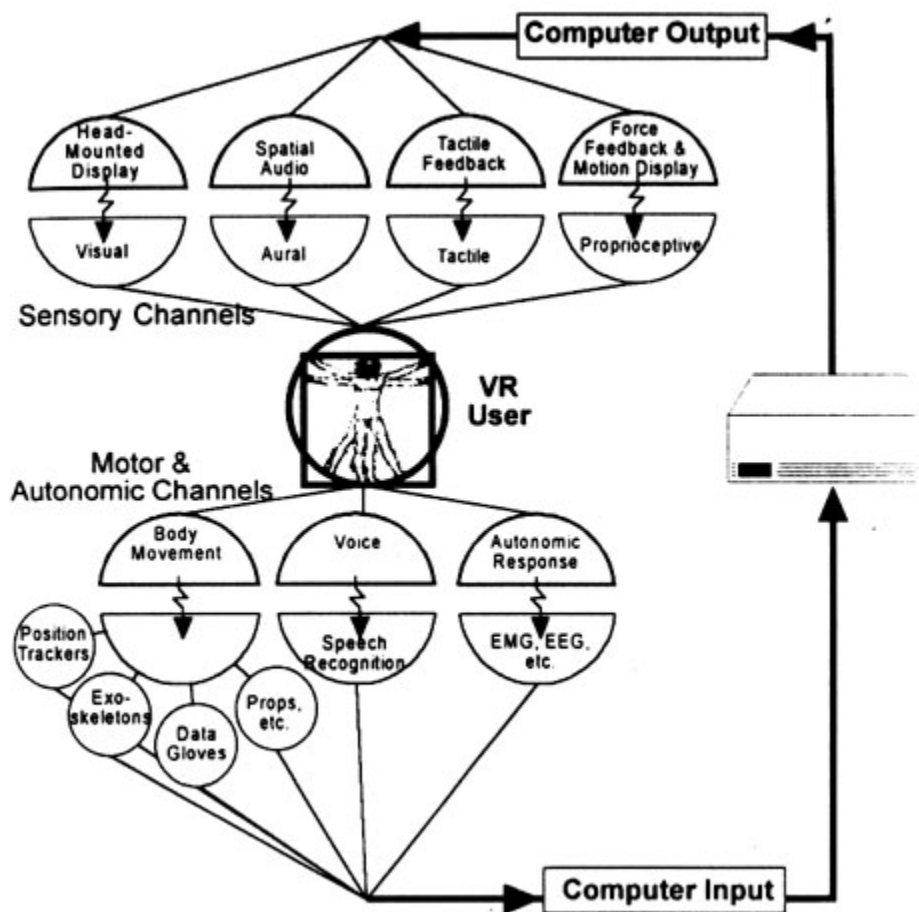 Computer Output
Head-
Mounted
Display
Spatial
Audio
Tactile
Feedback
Force
Feedback &
Motion Display
Visual
Aural
Tactile
Proprioceptive
Sensory Channels
VR
User
Motor &
Autonomic Channels
Body
Movement
Voice
Autonomic
Response
Position
Trackers
Speech
Recognition
EMG, EEG,
etc.
Exo-
skeletons
Data
Gloves
Props,
etc.
Computer Input